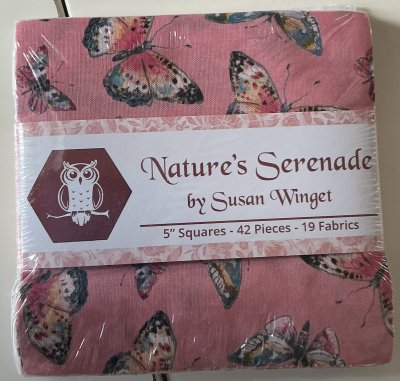 Nature's Serenade
by Susan Winget
5" Squares - 42 Pieces - 19 Fabrics